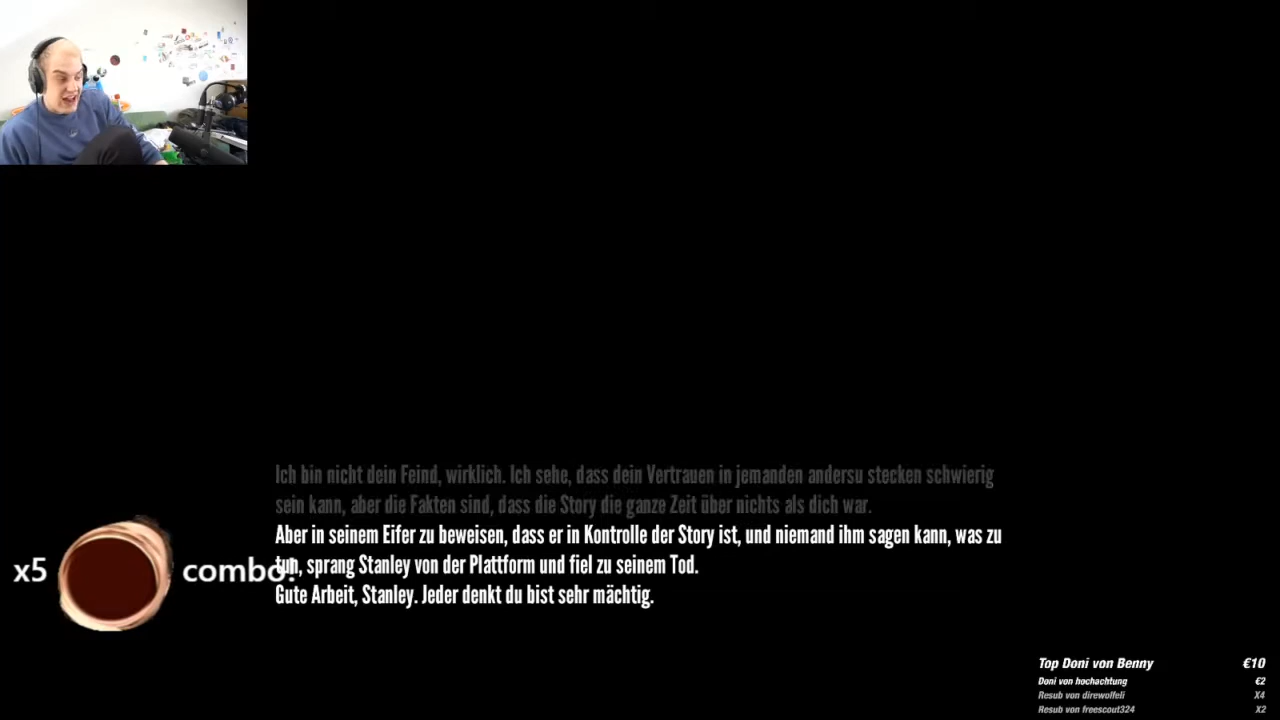 Ich bin nicht dein Feind, wirklich. Ich sehe, dass dein Vertrauen in jemanden andersu stecken schwierig
sein kann, aber die Fakten sind, dass die Story die ganze Zeit über nichts als dich war.
Aber in seinem Eifer zu beweisen, dass er in Kontrolle der Story ist, und niemand ihm sagen kann, was zu
tun, sprang Stanley von der Plattform und fiel zu seinem Tod.
Gute Arbeit, Stanley. Jeder denkt du bist sehr mächtig.
x5 combo!
Top Doni von Benny €10
Doni von hochachtung €2
Resub von direwolfeli X4
Resub von freescout324 X2